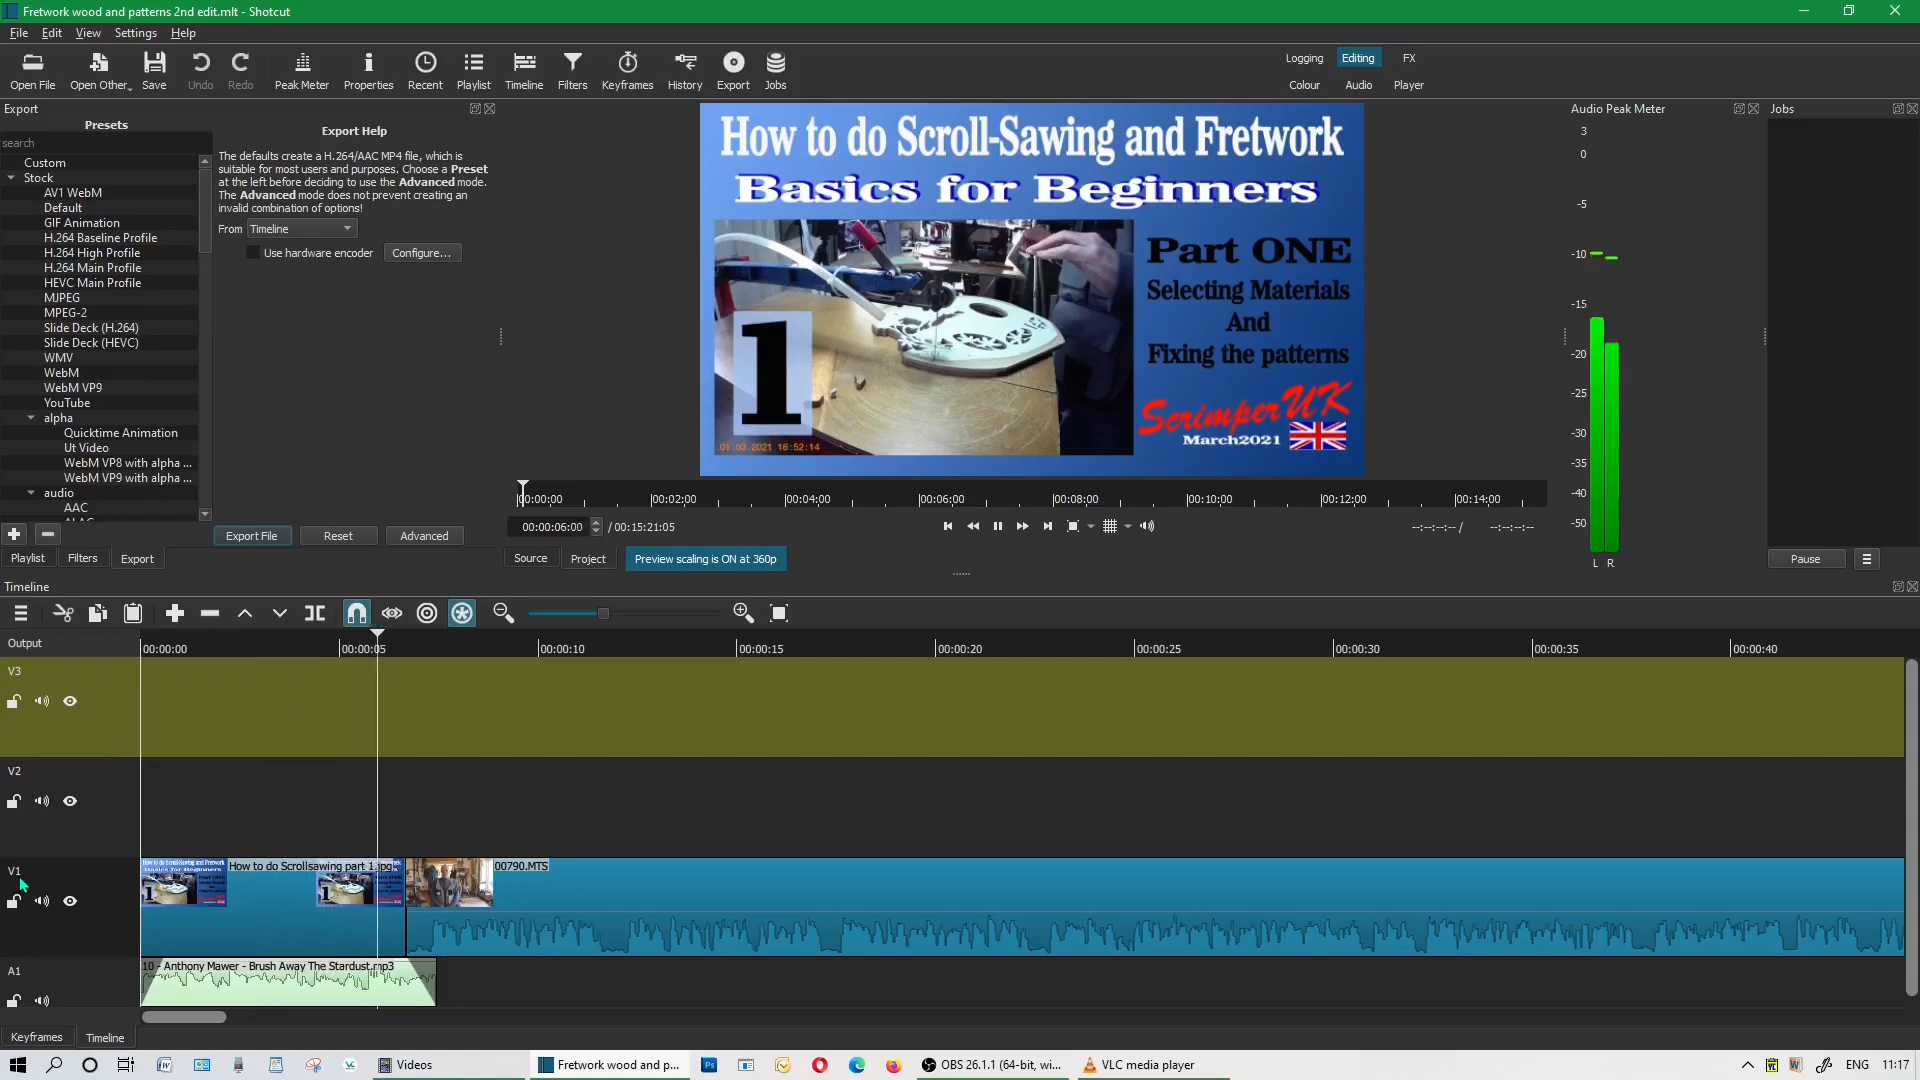 Fretwork wood and patterns 2nd edit.mlt - Shotcut
File Edit View Settings Help
Open File Open Other Save Undo Redo Peak Meter Properties Recent Playlist Timeline Filters Keyframes History Export Jobs
Logging Editing FX
Colour Audio Player
Export
Presets
search
Custom
Stock
AV1 WebM
Default
GIF Animation
H.264 Baseline Profile
H.264 High Profile
H.264 Main Profile
HEVC Main Profile
MJPEG
MPEG-2
Slide Deck (H.264)
Slide Deck (HEVC)
WMV
WebM
WebM VP9
YouTube
alpha
Quicktime Animation
Ut Video
WebM VP8 with alpha ...
WebM VP9 with alpha ...
audio
AAC
ALAC
Export Help
The defaults create a H.264/AAC MP4 file, which is
suitable for most users and purposes. Choose a Preset
at the left before deciding to use the Advanced mode.
The Advanced mode does not prevent creating an
invalid combination of options!
From Timeline
Use hardware encoder Configure...
Export File Reset Advanced
Playlist Filters Export
How to do Scroll-Sawing and Fretwork
Basics for Beginners
Part ONE
Selecting Materials
And
Fixing the patterns
1
01.03.2021 16:52:14
ScrimperUK
March2021
00:00:00 00:02:00 00:04:00 00:06:00 00:08:00 00:10:00 00:12:00 00:14:00
00:00:06:00 / 00:15:21:05
--:--:--:-- / --:--:--:--
Source Project Preview scaling is ON at 360p
Audio Peak Meter
3
0
-5
-10
-15
-20
-25
-30
-35
-40
-50
L R
Jobs
Pause
Timeline
Output
00:00:00 00:00:05 00:00:10 00:00:15 00:00:20 00:00:25 00:00:30 00:00:35 00:00:40
V3
V2
V1
How to do Scrollsawing part 1.jpg
00790.MTS
A1
10 - Anthony Mawer - Brush Away The Stardust.mp3
Keyframes Timeline
Videos
Fretwork wood and p...
OBS 26.1.1 (64-bit, wi...
VLC media player
ENG 11:17